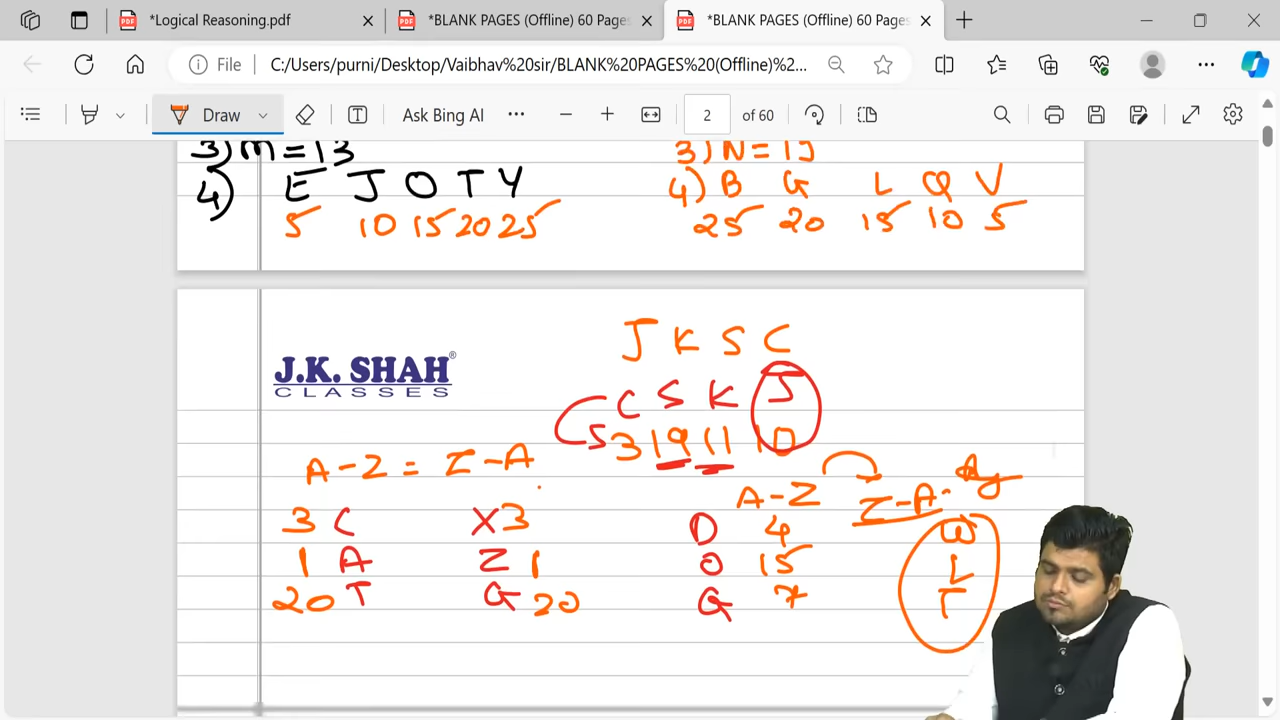 *Logical Reasoning.pdf
*BLANK PAGES (Offline) 60 Pages
*BLANK PAGES (Offline) 60 Pages
File
C:/Users/purni/Desktop/Vaibhav%20sir/BLANK%20PAGES%20(Offline)%2...
Draw
Ask Bing AI
2
of 60
3) M = 13
3) N = 13
4) E J O T Y
4) B G L Q V
5 10 15 20 25
25 20 15 10 5
J K S C
J.K. SHAH®
CLASSES
C S K J
3 19 11 10
A - Z = Z - A
A - Z
Z - A
3 C X 3
D 4 W
1 A Z 1
O 15 L
20 T G 20
G 7 T